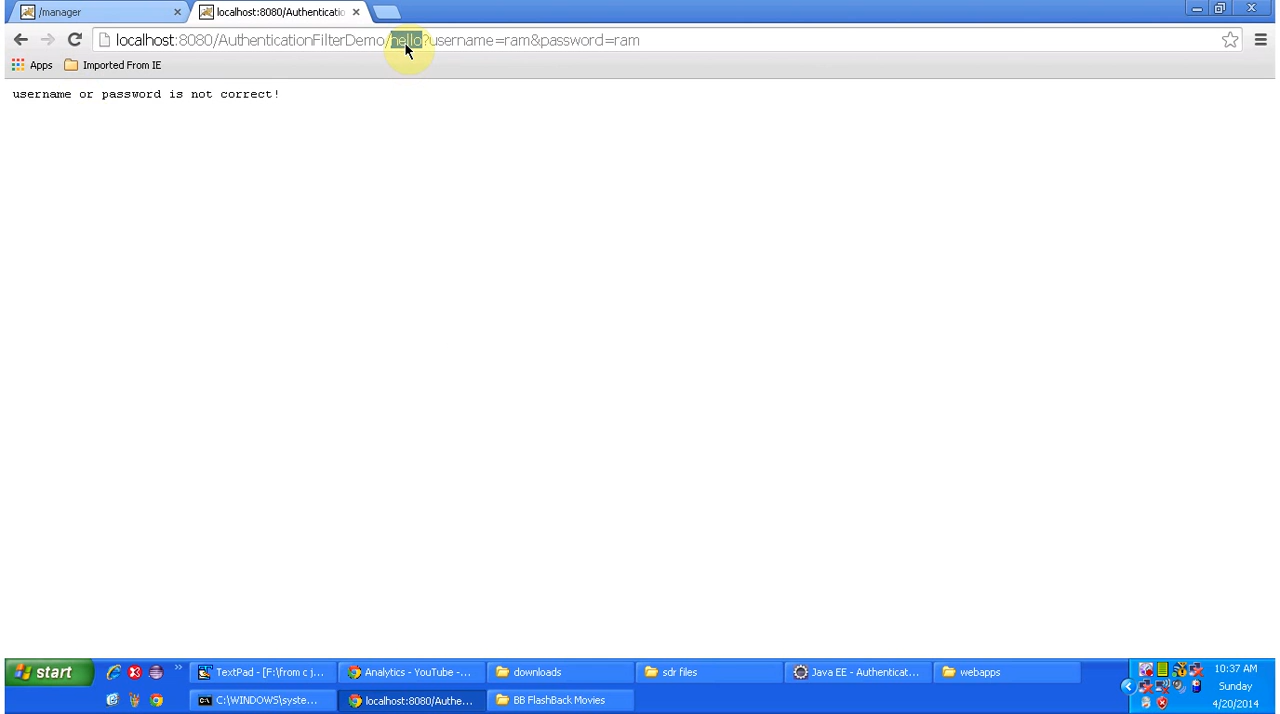 /manager
localhost:8080/Authenticatio
localhost:8080/AuthenticationFilterDemo/hello?username=ram&password=ram
Apps
Imported From IE
username or password is not correct!
start
TextPad - [F:\from c j...
Analytics - YouTube -...
downloads
sdr files
Java EE - Authenticat...
webapps
10:37 AM
C:\WINDOWS\syste...
localhost:8080/Authe...
BB FlashBack Movies
Sunday
4/20/2014